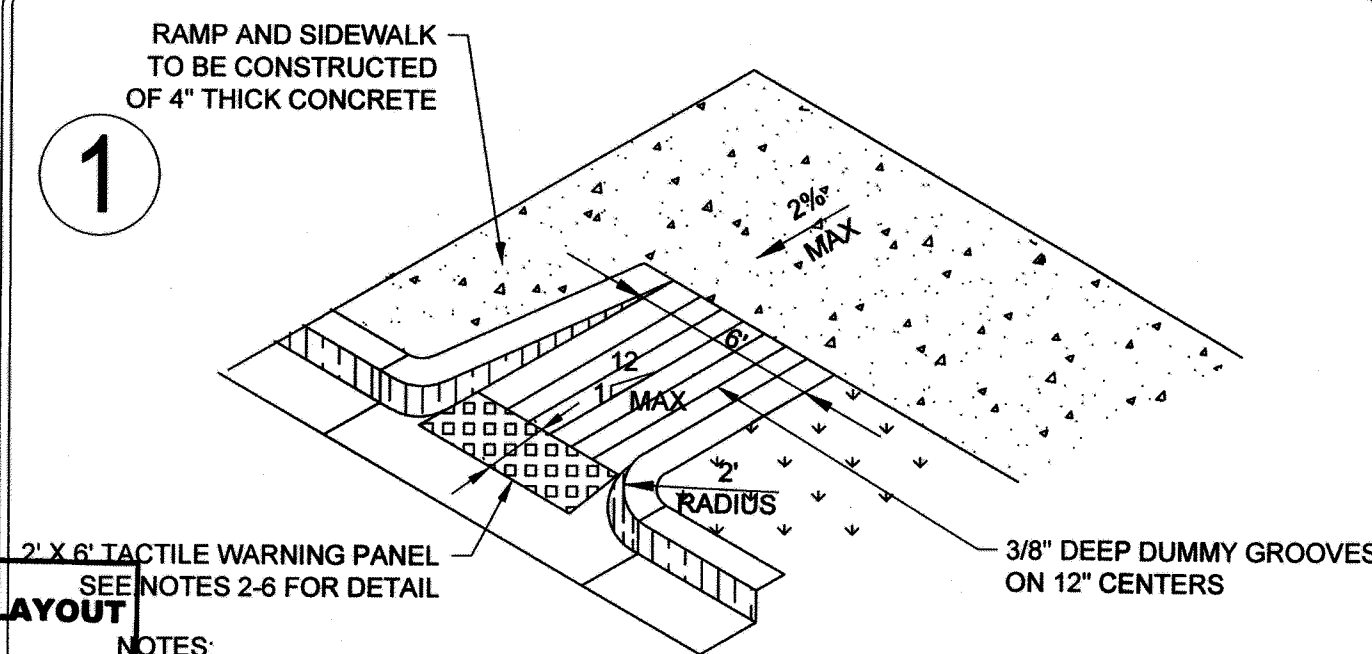 RAMP AND SIDEWALK
TO BE CONSTRUCTED
OF 4" THICK CONCRETE
1
2%
MAX
6'
12
1
MAX
2'
RADIUS
2' X 6' TACTILE WARNING PANEL
SEE NOTES 2-6 FOR DETAIL
3/8" DEEP DUMMY GROOVES
ON 12" CENTERS
LAYOUT
NOTES: